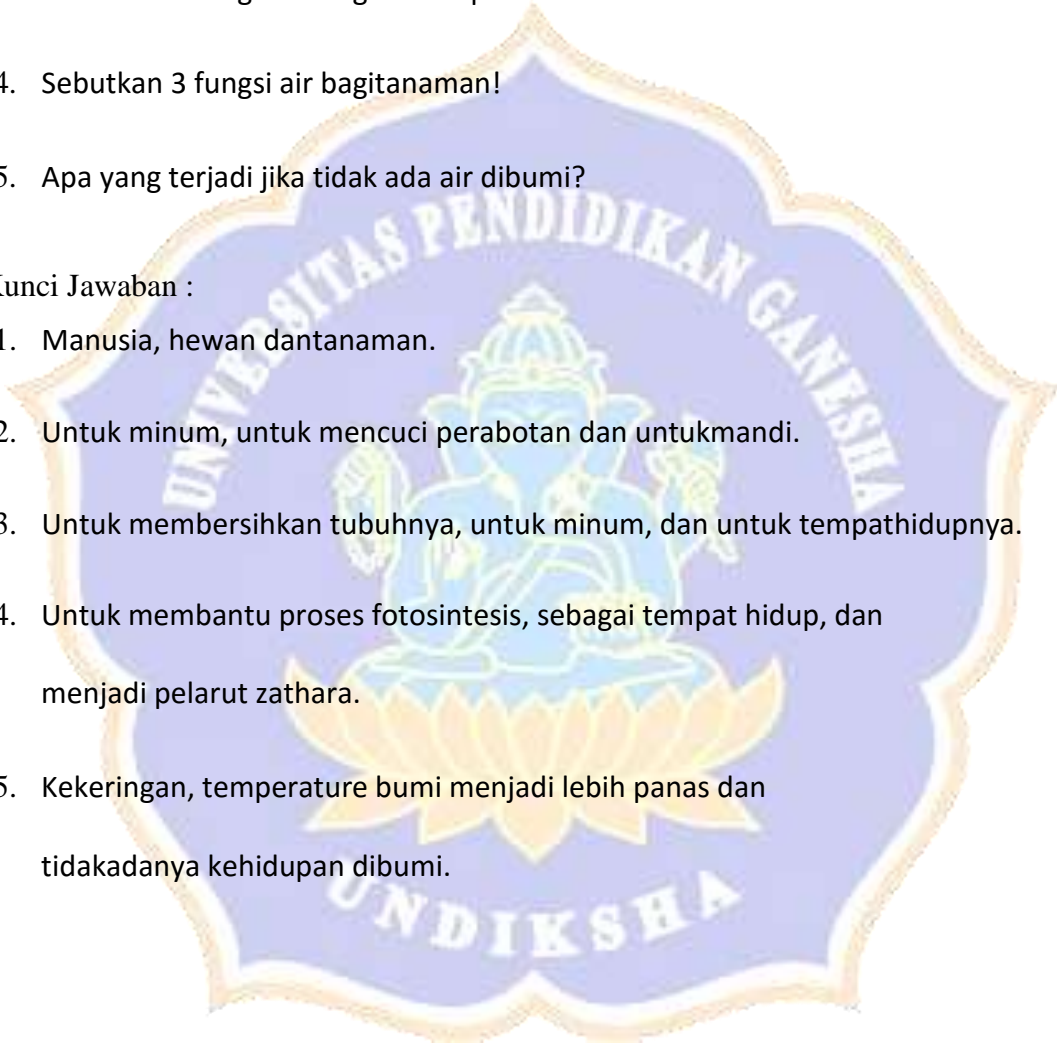 4. Sebutkan 3 fungsi air bagitanaman!
5. Apa yang terjadi jika tidak ada air dibumi?
UNIVERSITAS PENDIDIKAN GANESHA
Kunci Jawaban :
1. Manusia, hewan dantanaman.
2. Untuk minum, untuk mencuci perabotan dan untukmandi.
3. Untuk membersihkan tubuhnya, untuk minum, dan untuk tempathidupnya.
4. Untuk membantu proses fotosintesis, sebagai tempat hidup, dan
menjadi pelarut zathara.
5. Kekeringan, temperature bumi menjadi lebih panas dan
tidakadanya kehidupan dibumi.
UNDIKSHA